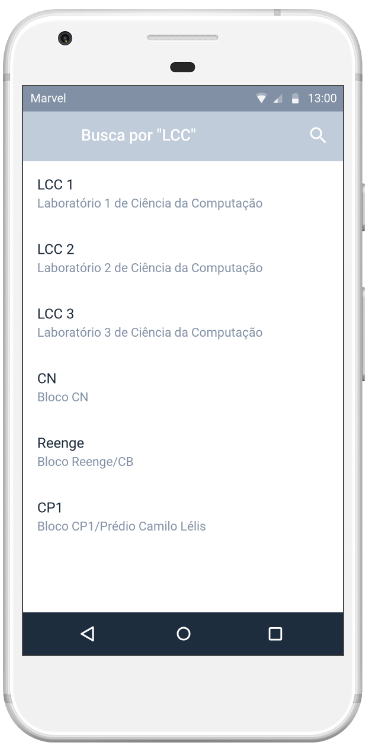 Marvel 13:00
Busca por "LCC"
LCC 1
Laboratório 1 de Ciência da Computação
LCC 2
Laboratório 2 de Ciência da Computação
LCC 3
Laboratório 3 de Ciência da Computação
CN
Bloco CN
Reenge
Bloco Reenge/CB
CP1
Bloco CP1/Prédio Camilo Lélis